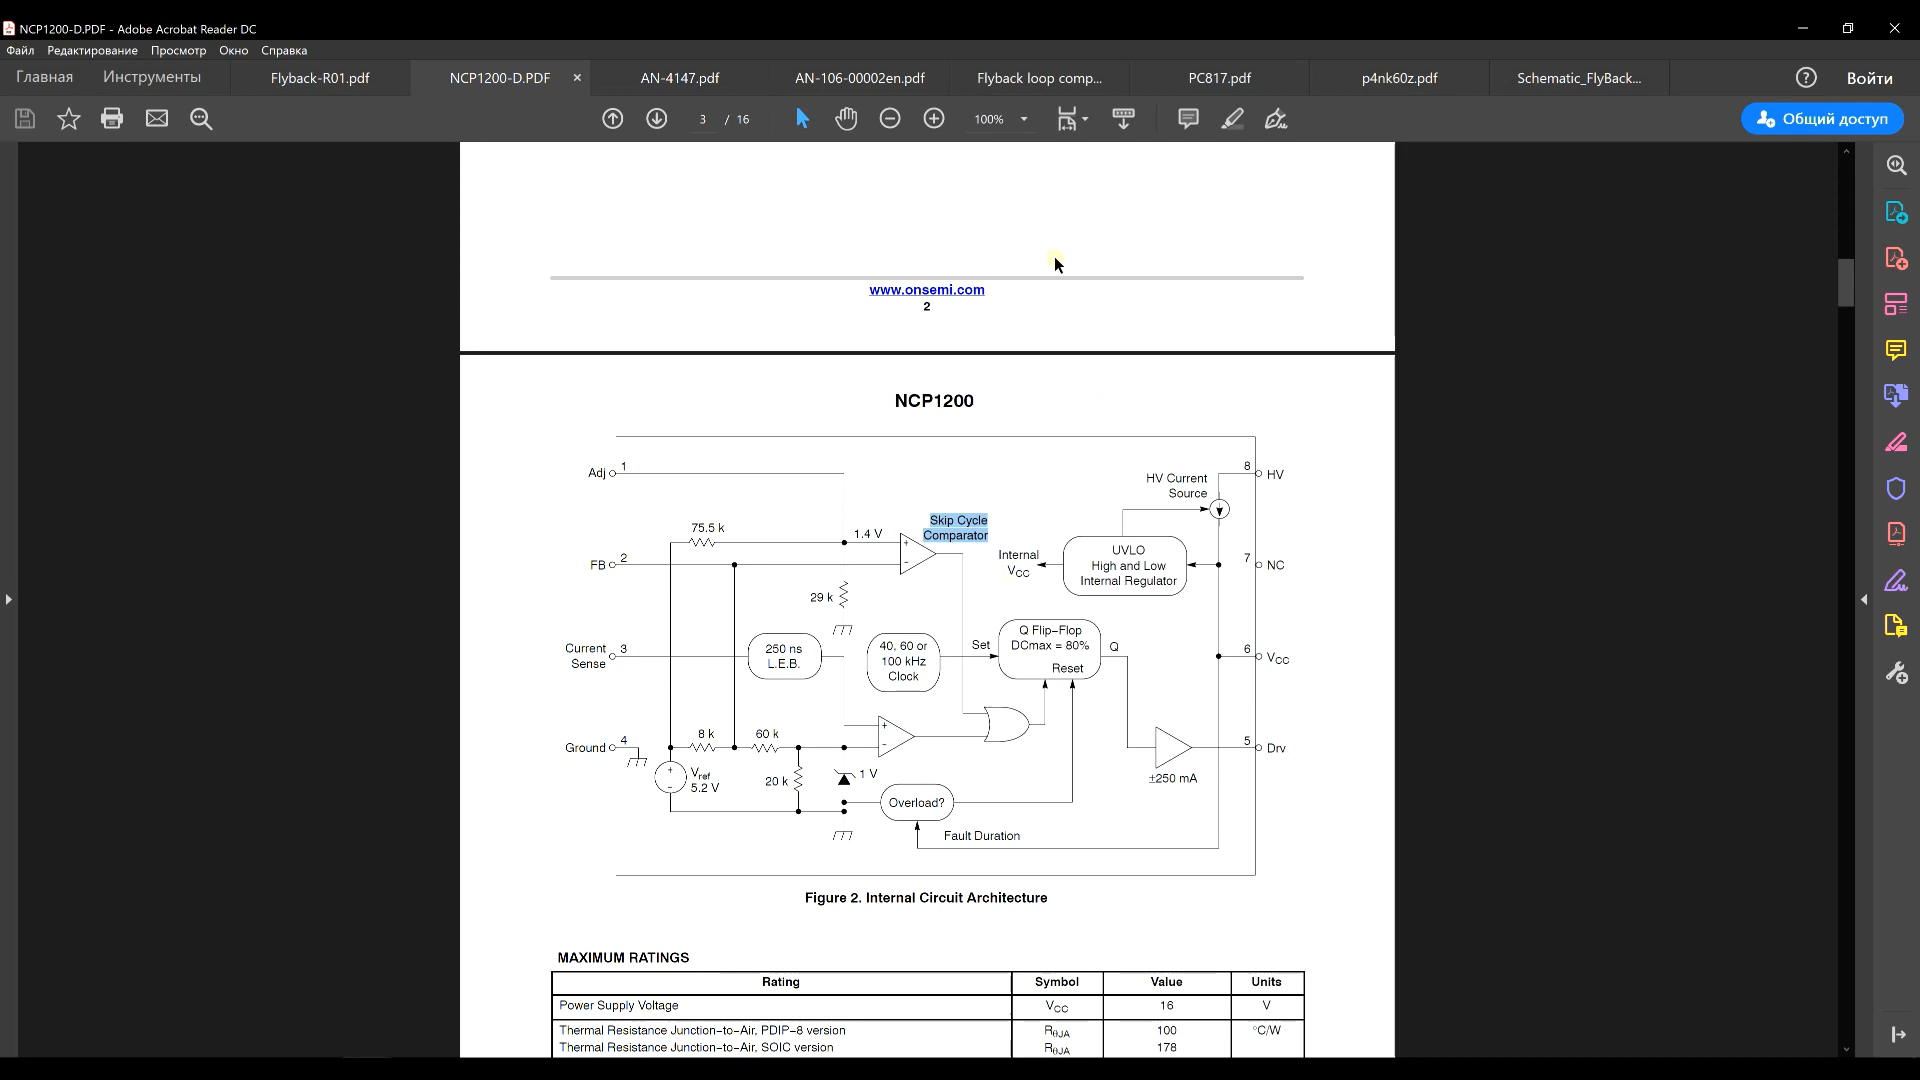 NCP1200-D.PDF - Adobe Acrobat Reader DC
Файл Редактирование Просмотр Окно Справка
Главная Инструменты Flyback-R01.pdf NCP1200-D.PDF × AN-4147.pdf AN-106-00002en.pdf Flyback loop comp... PC817.pdf p4nk60z.pdf Schematic_FlyBack... Войти
3 / 16 100% Общий доступ
www.onsemi.com
2
NCP1200
Adj 1
8 HV
HV Current
Source
75.5 k
1.4 V
Skip Cycle
Comparator
+
-
FB 2
Internal
VCC
UVLO
High and Low
Internal Regulator
7 NC
29 k
Current
Sense 3
250 ns
L.E.B.
40, 60 or
100 kHz
Clock
Set
Q Flip-Flop
DCmax = 80%
Reset
Q
6 VCC
+
-
Ground 4
8 k
60 k
5 Drv
+
-
Vref
5.2 V
20 k
1 V
±250 mA
Overload?
Fault Duration
Figure 2. Internal Circuit Architecture
MAXIMUM RATINGS
Rating Symbol Value Units
Power Supply Voltage VCC 16 V
Thermal Resistance Junction-to-Air, PDIP-8 version RθJA 100 °C/W
Thermal Resistance Junction-to-Air, SOIC version RθJA 178